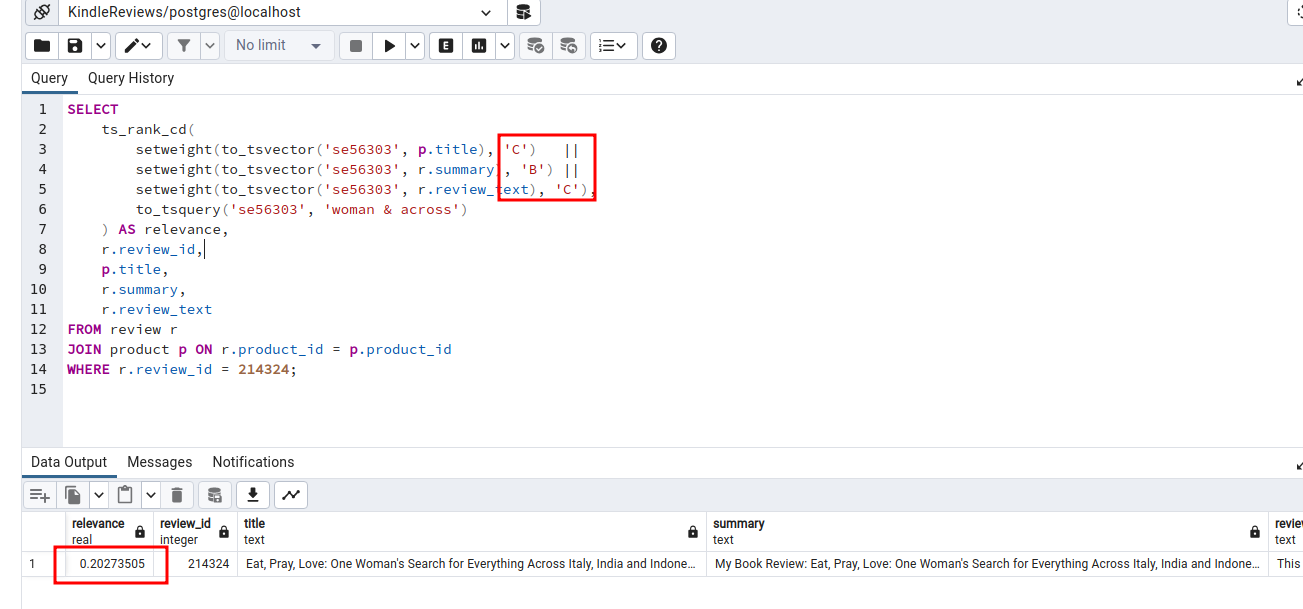 KindleReviews/postgres@localhost
No limit
E
Query Query History
1 SELECT
2 ts_rank_cd(
3 setweight(to_tsvector('se56303', p.title), 'C') ||
4 setweight(to_tsvector('se56303', r.summary), 'B') ||
5 setweight(to_tsvector('se56303', r.review_text), 'C'),
6 to_tsquery('se56303', 'woman & across')
7 ) AS relevance,
8 r.review_id,
9 p.title,
10 r.summary,
11 r.review_text
12 FROM review r
13 JOIN product p ON r.product_id = p.product_id
14 WHERE r.review_id = 214324;
15
Data Output Messages Notifications
relevance review_id title summary
real integer text text text
1 0.20273505 214324 Eat, Pray, Love: One Woman's Search for Everything Across Italy, India and Indone... My Book Review: Eat, Pray, Love: One Woman's Search for Everything Across Italy, India and Indone... This